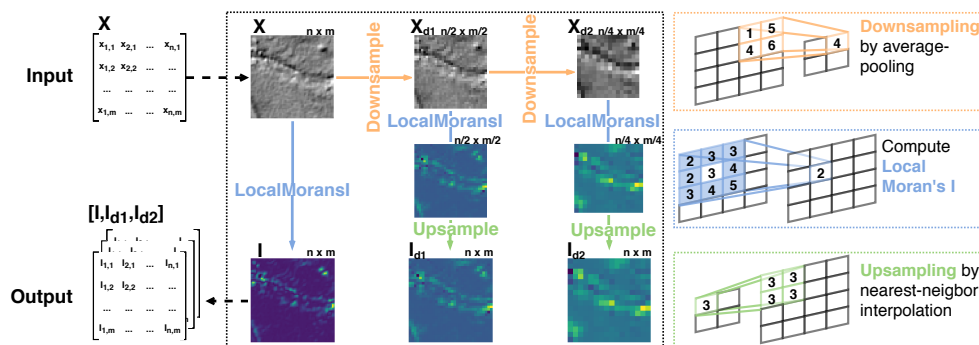 X
x1,1 x2,1 ... xn,1
x1,2 x2,2 ... ...
... ... ... ...
x1,m ... ... xn,m
Input
X
n x m
Downsample
Xd1 n/2 x m/2
Downsample
Xd2 n/4 x m/4
LocalMoransI
LocalMoransI
LocalMoransI
n/2 x m/2
n/4 x m/4
Upsample
Upsample
I
n x m
Id1
n x m
Id2
n x m
[I,Id1,Id2]
I1,1 I2,1 ... In,1
I1,2 I2,2 ... ...
... ... ... ...
I1,m ... ... In,m
Output
1 5
4 6
4
Downsampling
by average-
pooling
2 3 3
2 3 4
3 4 5
2
Compute
Local
Moran's I
3
3 3
3 3
Upsampling by
nearest-neigbor
interpolation